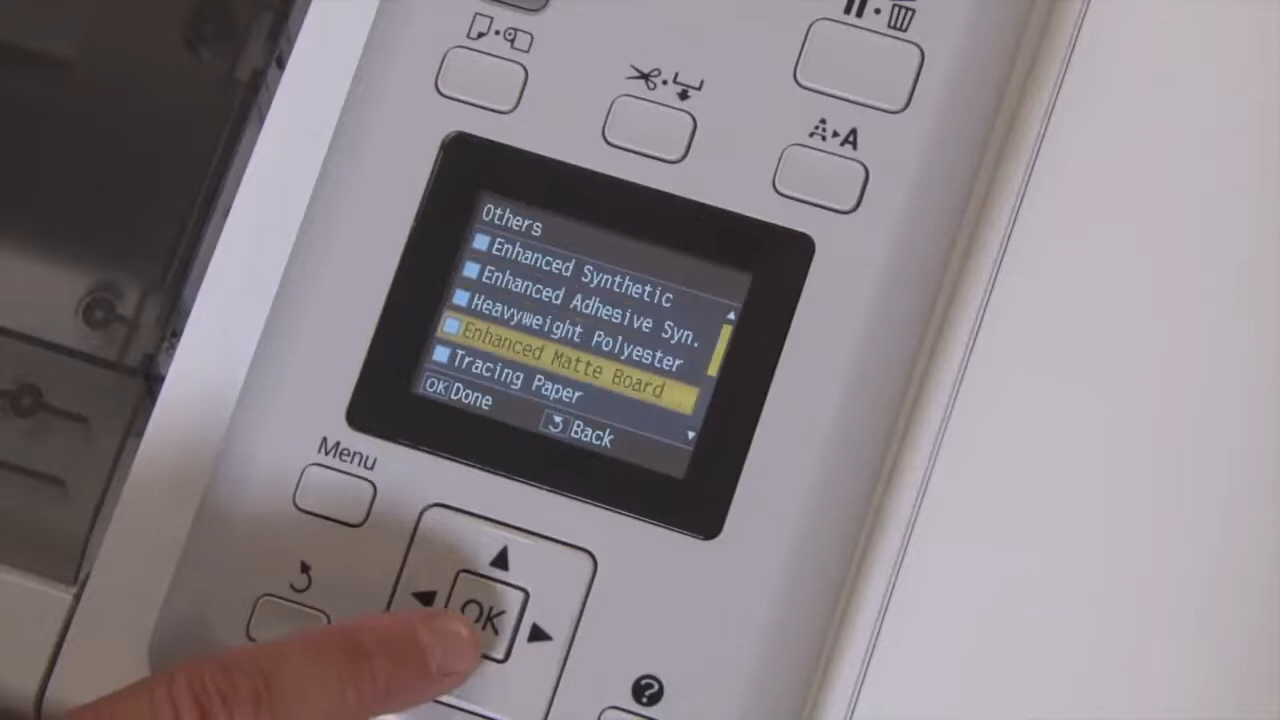 A▸A
Others
Enhanced Synthetic
Enhanced Adhesive Syn.
Heavyweight Polyester
Enhanced Matte Board
Tracing Paper
OK Done
Back
Menu
OK
?